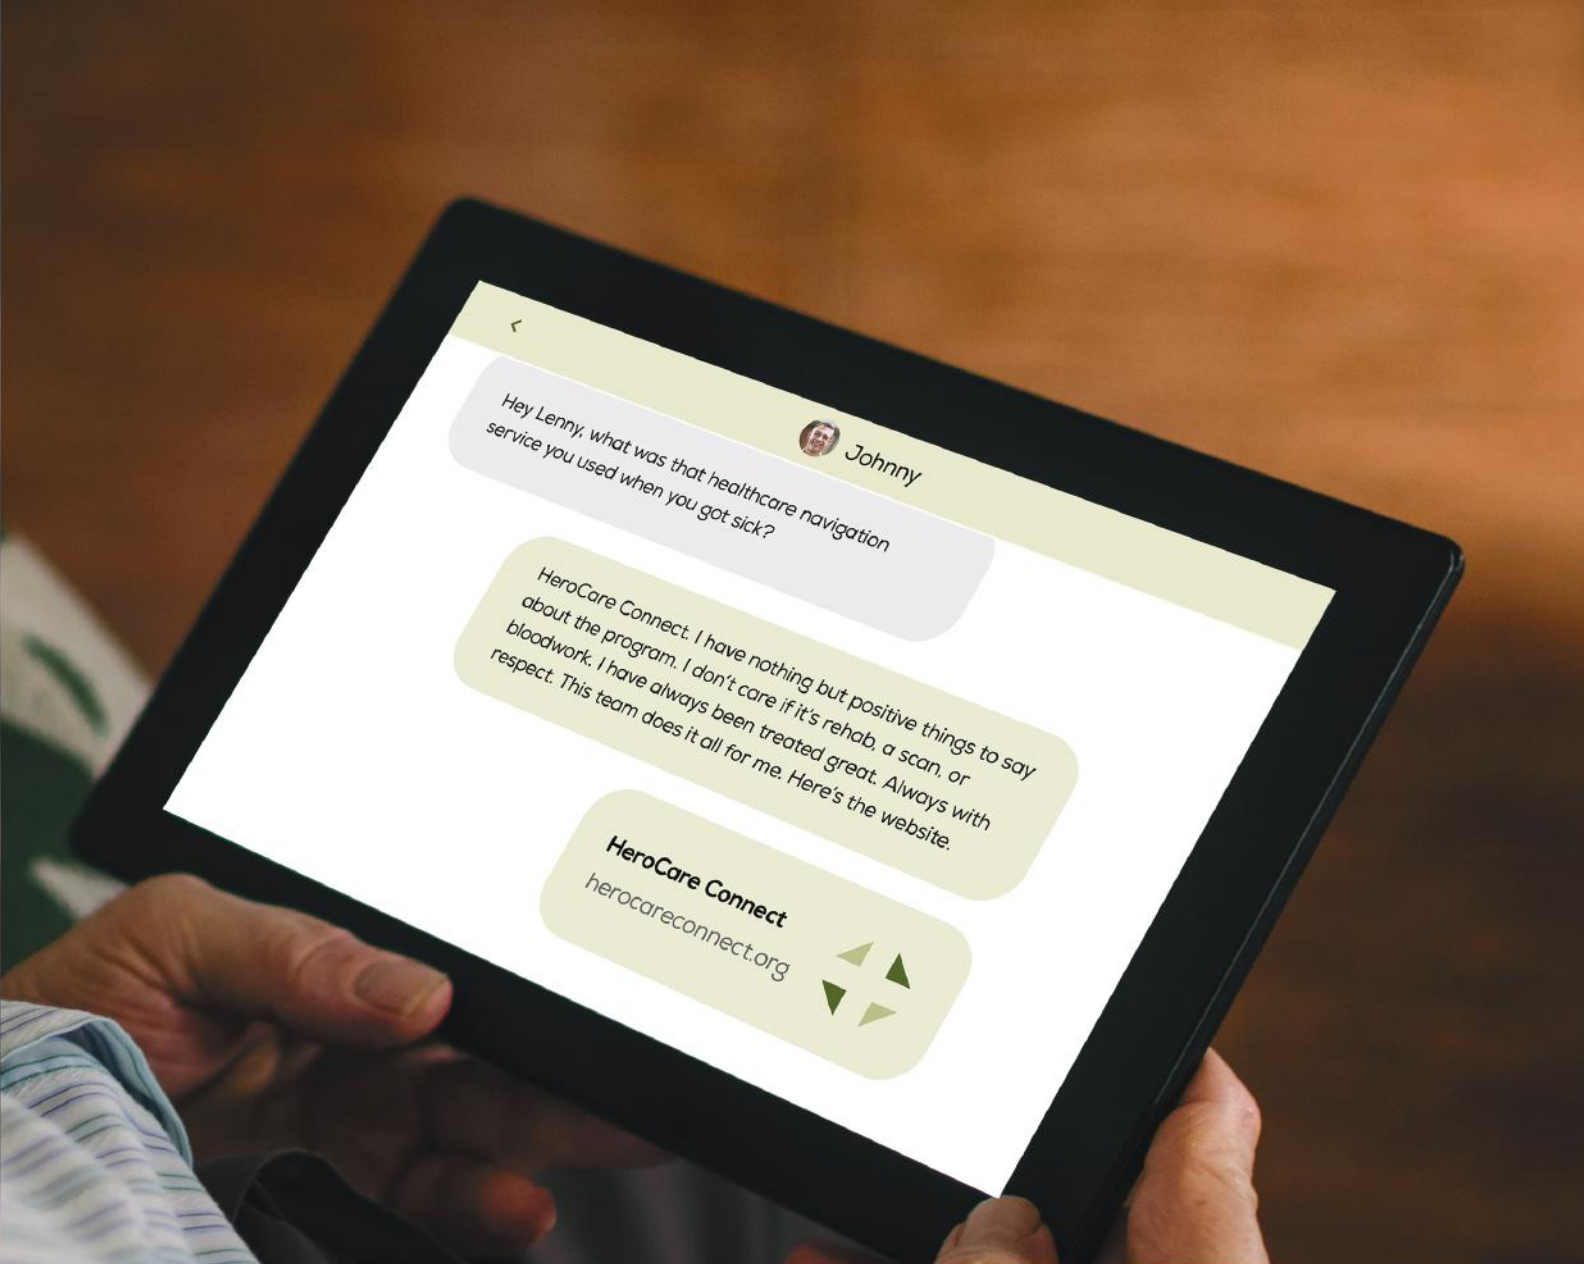 Johnny
Hey Lenny, what was that healthcare navigation
service you used when you got sick?
HeroCare Connect. I have nothing but positive things to say
about the program. I don't care if it's rehab, a scan, or
bloodwork. I have always been treated great. Always with
respect. This team does it all for me. Here's the website.
HeroCare Connect
herocareconnect.org